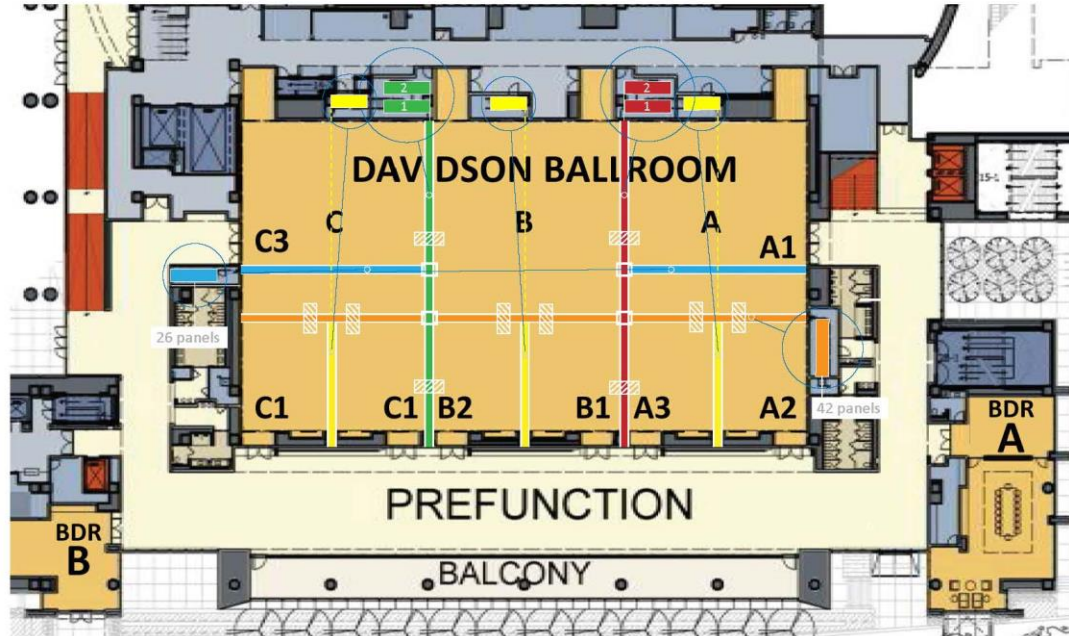 2
1
2
1
DAVIDSON BALLROOM
C
B
A
15-1
C3
A1
26 panels
C1
C1
B2
B1
A3
A2
42 panels
BDR
A
PREFUNCTION
BDR
B
BALCONY